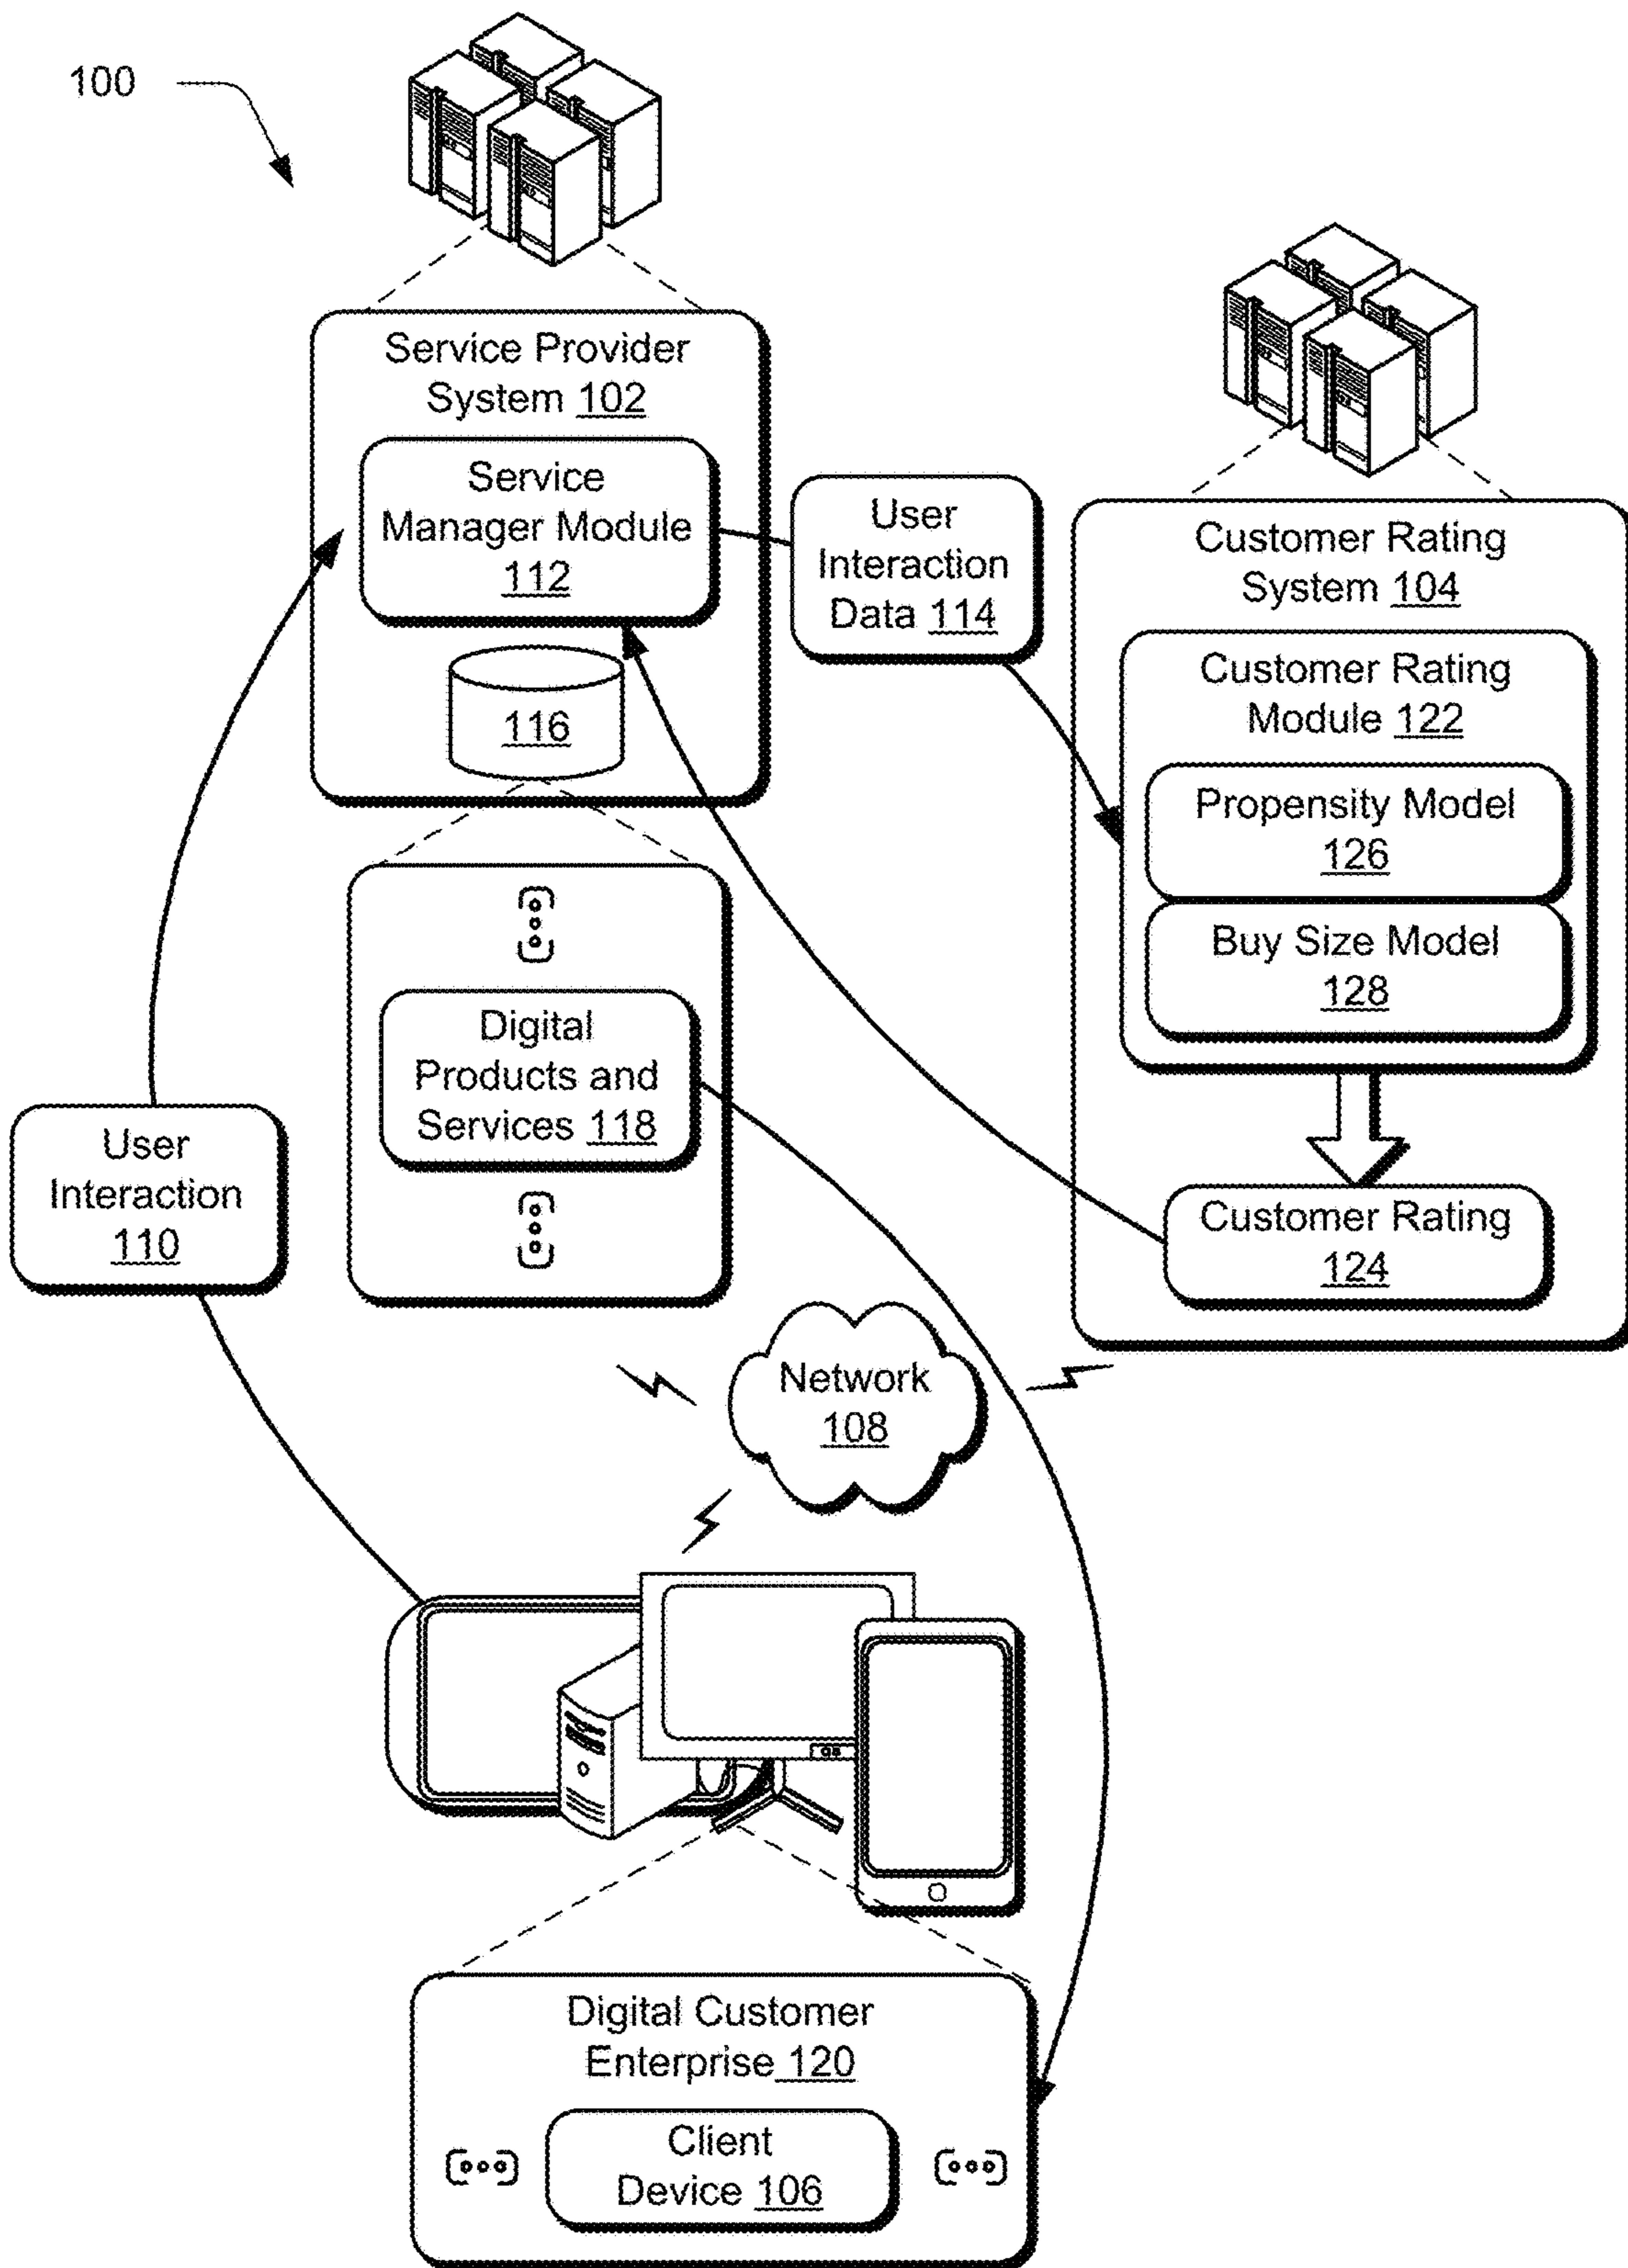 100
Service Provider
System 102
Service
Manager Module
112
116
User
Interaction
Data 114
Customer Rating
System 104
Customer Rating
Module 122
Propensity Model
126
Buy Size Model
128
Customer Rating
124
Digital
Products and
Services 118
User
Interaction
110
Network
108
Digital Customer
Enterprise 120
Client
Device 106